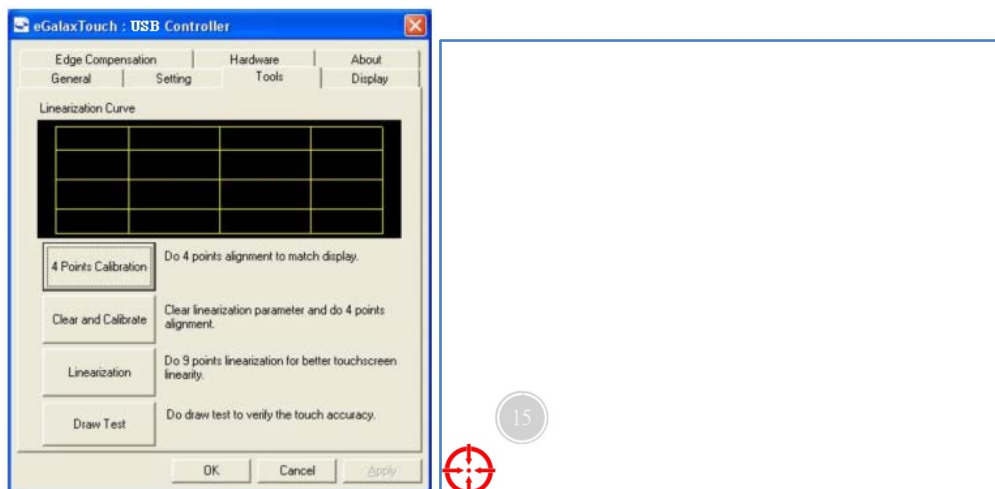 eGalaxTouch : USB Controller
Edge Compensation Hardware About
General Setting Tools Display
Linearization Curve
4 Points Calibration
Do 4 points alignment to match display.
Clear and Calibrate
Clear linearization parameter and do 4 points
alignment.
Linearization
Do 9 points linearization for better touchscreen
linearity.
Draw Test
Do draw test to verify the touch accuracy.
OK Cancel Apply
15